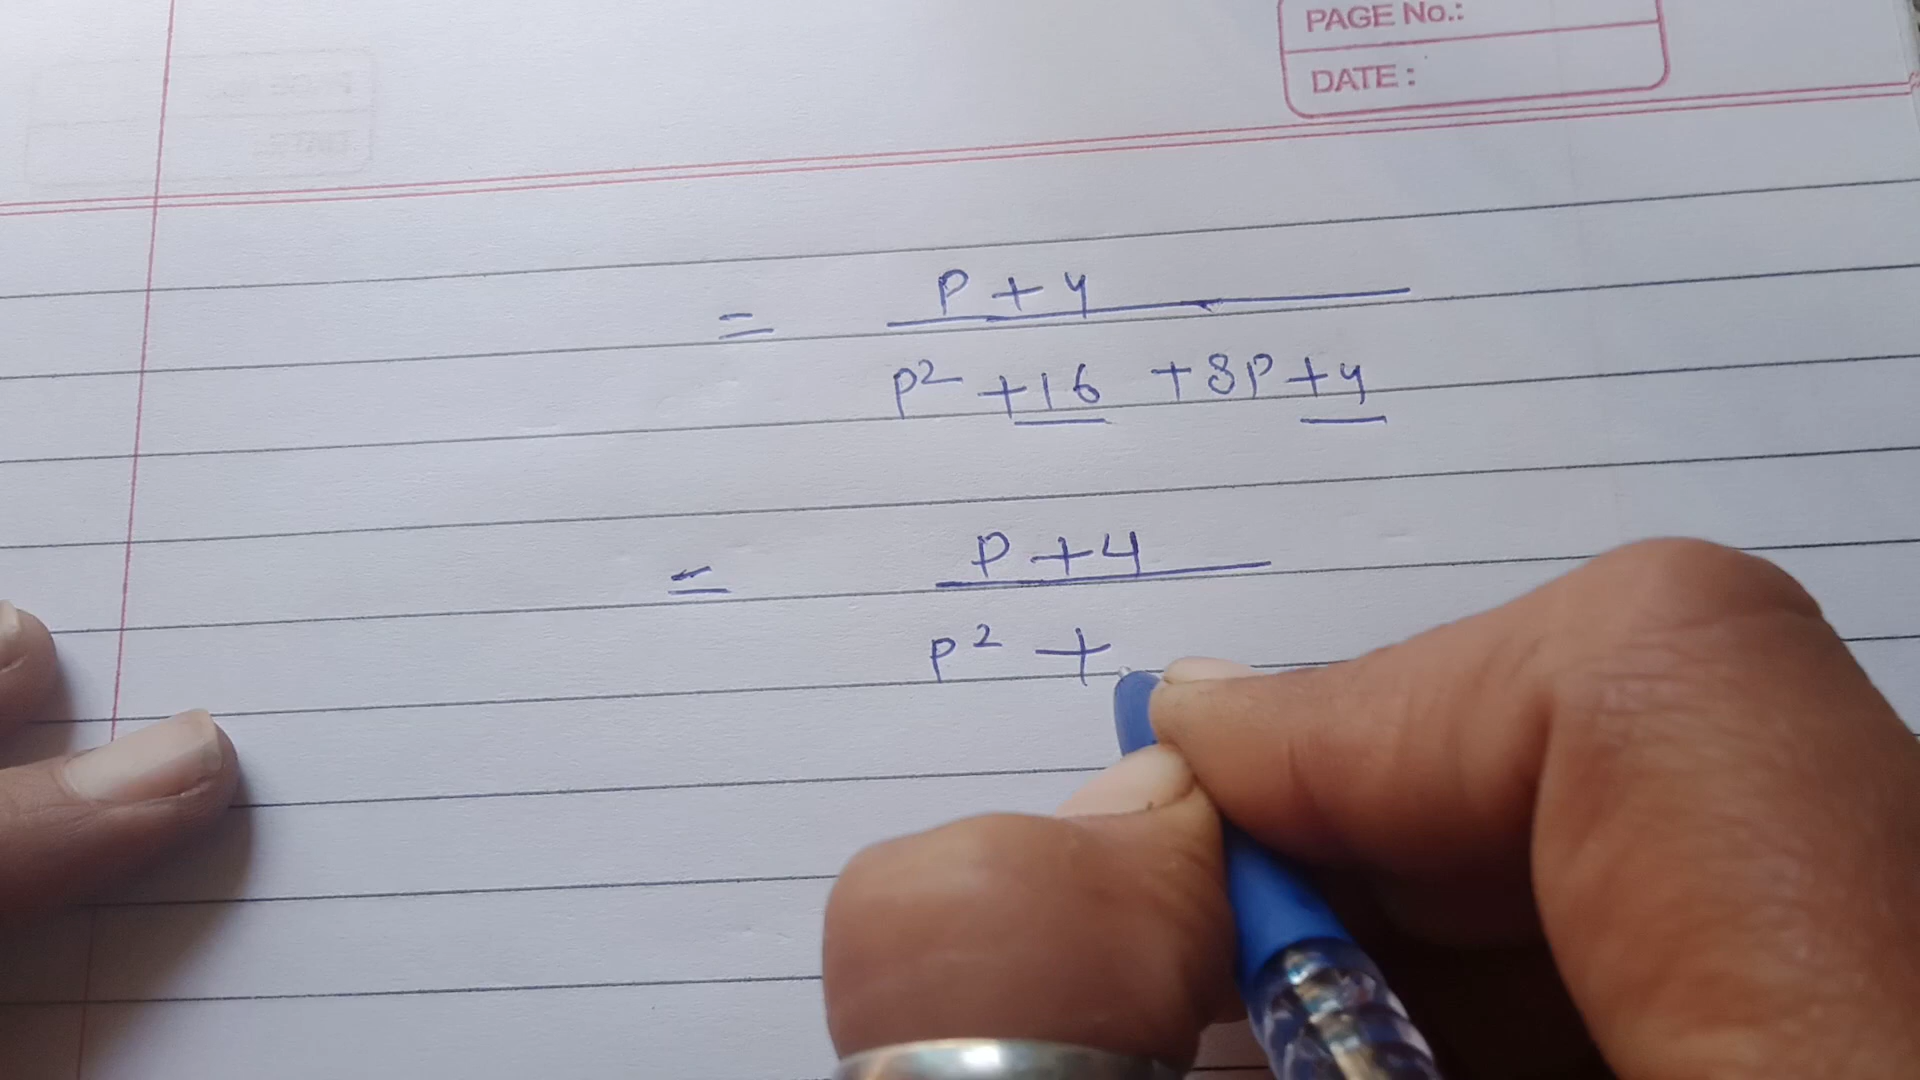 PAGE No.:
DATE :
= P + 4
P² + 16 + 8P + 4
= P + 4
P² +